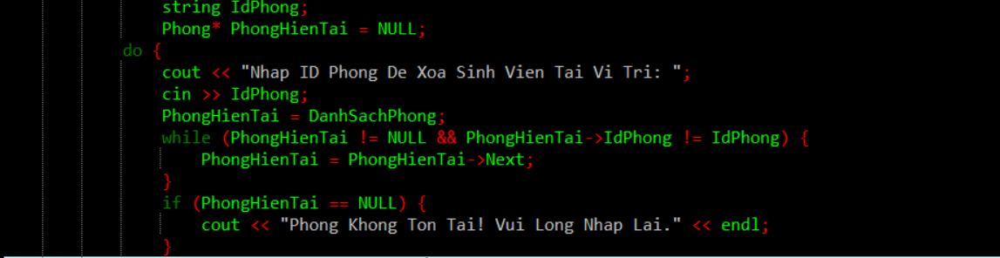 string IdPhong;
Phong* PhongHienTai = NULL;
do {
cout << "Nhap ID Phong De Xoa Sinh Vien Tai Vi Tri: ";
cin >> IdPhong;
PhongHienTai = DanhSachPhong;
while (PhongHienTai != NULL && PhongHienTai->IdPhong != IdPhong) {
PhongHienTai = PhongHienTai->Next;
}
if (PhongHienTai == NULL) {
cout << "Phong Khong Ton Tai! Vui Long Nhap Lai." << endl;
}